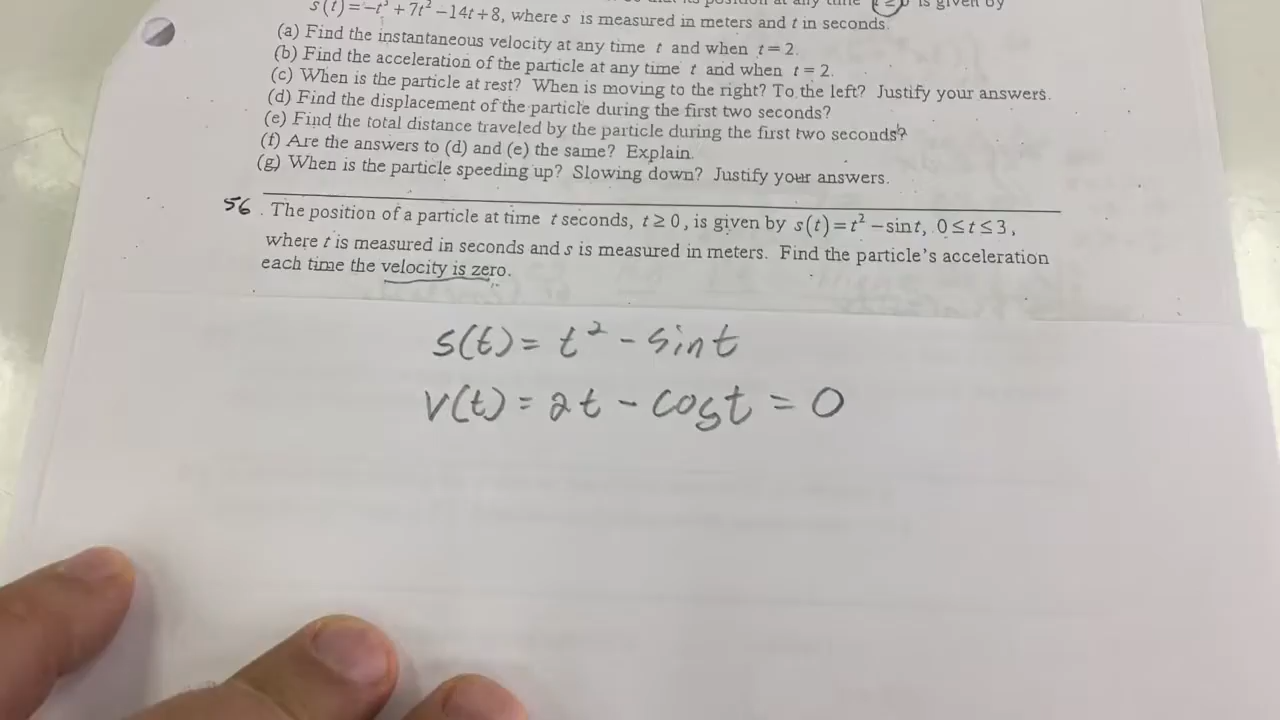 s(t)=-t³+7t²-14t+8, where s is measured in meters and t in seconds.
(a) Find the instantaneous velocity at any time t and when t=2.
(b) Find the acceleration of the particle at any time t and when t=2.
(c) When is the particle at rest? When is moving to the right? To the left? Justify your answers.
(d) Find the displacement of the particle during the first two seconds?
(e) Find the total distance traveled by the particle during the first two seconds?
(f) Are the answers to (d) and (e) the same? Explain.
(g) When is the particle speeding up? Slowing down? Justify your answers.
56. The position of a particle at time t seconds, t≥0, is given by s(t)=t²-sint, 0≤t≤3,
where t is measured in seconds and s is measured in meters. Find the particle's acceleration
each time the velocity is zero.
s(t)= t² - sint
v(t)= 2t - cost = 0